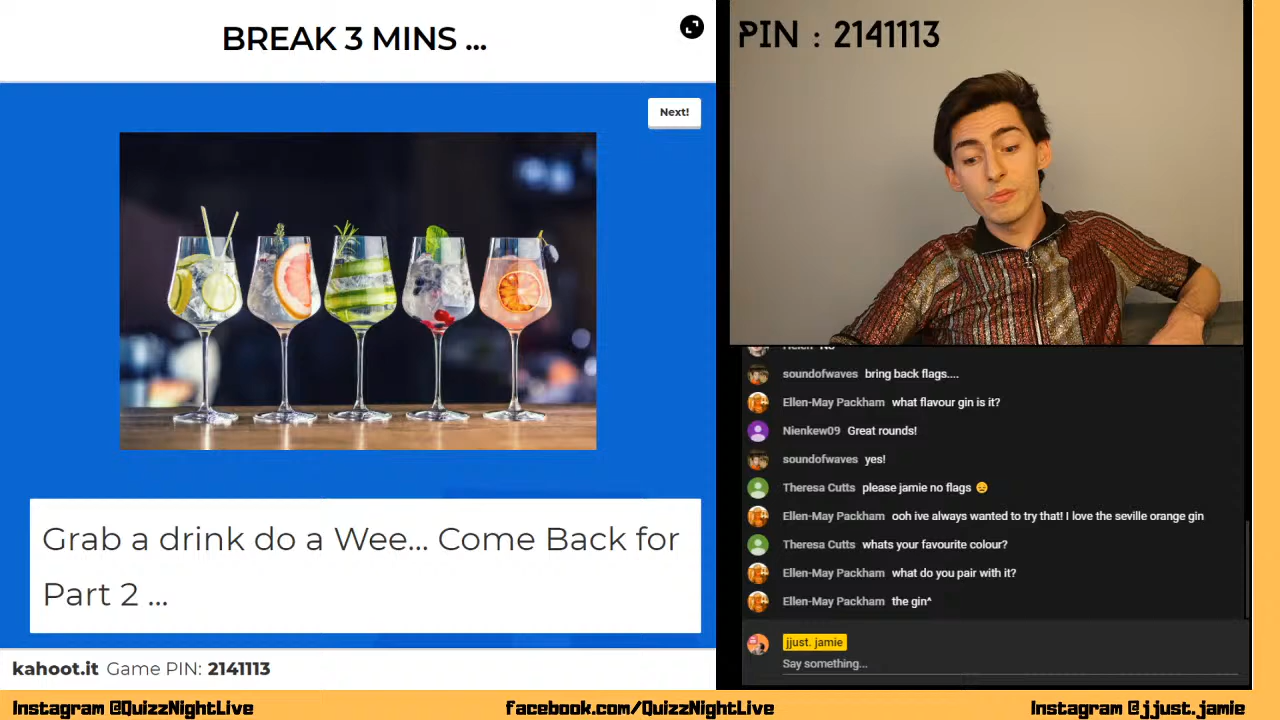 BREAK 3 MINS ...
Next!
Grab a drink do a Wee... Come Back for
Part 2 ...
kahoot.it Game PIN: 2141113
PIN : 2141113
Helen No
soundofwaves bring back flags....
Ellen-May Packham what flavour gin is it?
Nienkew09 Great rounds!
soundofwaves yes!
Theresa Cutts please jamie no flags 😑
Ellen-May Packham ooh ive always wanted to try that! I love the seville orange gin
Theresa Cutts whats your favourite colour?
Ellen-May Packham what do you pair with it?
Ellen-May Packham the gin^
jjust. jamie
Say something...
Instagram @QuizzNightLive
facebook.com/QuizzNightLive
Instagram @jjust.jamie